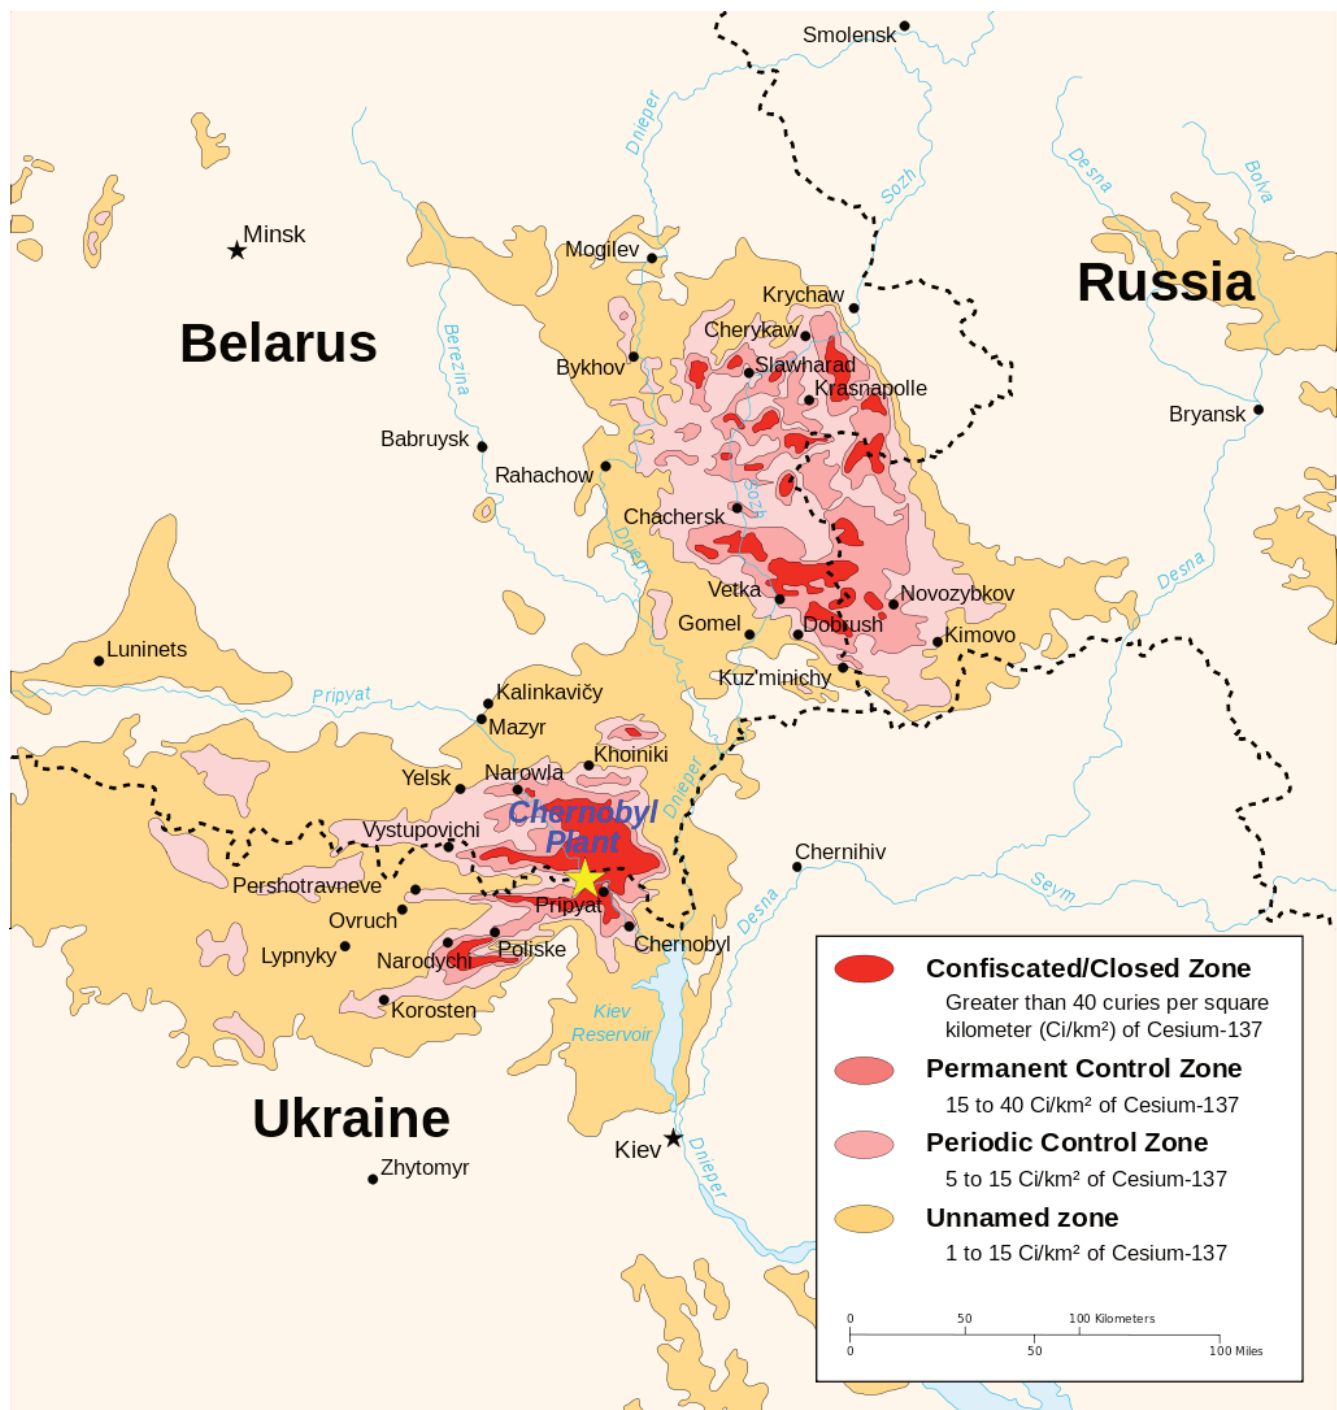 Smolensk
Dnieper
Sozh
Desna
Bolva
Minsk
Mogilev
Russia
Krychaw
Belarus
Cherykaw
Berezina
Bykhov
Slawharad
Krasnapolle
Bryansk
Babruysk
Rahachow
Sozh
Chachersk
Dniepr
Desna
Vetka
Novozybkov
Gomel
Dobrush
Kimovo
Luninets
Kuz'minichy
Pripyat
Kalinkavičy
Mazyr
Khoiniki
Yelsk
Narowla
Dnieper
Chernobyl
Plant
Vystupovichi
Chernihiv
Pershotravneve
Seym
Pripyat
Desna
Ovruch
Chernobyl
Lypnyky
Narodychi
Poliske
Korosten
Kiev
Reservoir
Ukraine
Kiev
Dnieper
Zhytomyr
Confiscated/Closed Zone
Greater than 40 curies per square
kilometer (Ci/km²) of Cesium-137
Permanent Control Zone
15 to 40 Ci/km² of Cesium-137
Periodic Control Zone
5 to 15 Ci/km² of Cesium-137
Unnamed zone
1 to 15 Ci/km² of Cesium-137
0 50 100 Kilometers
0 50 100 Miles